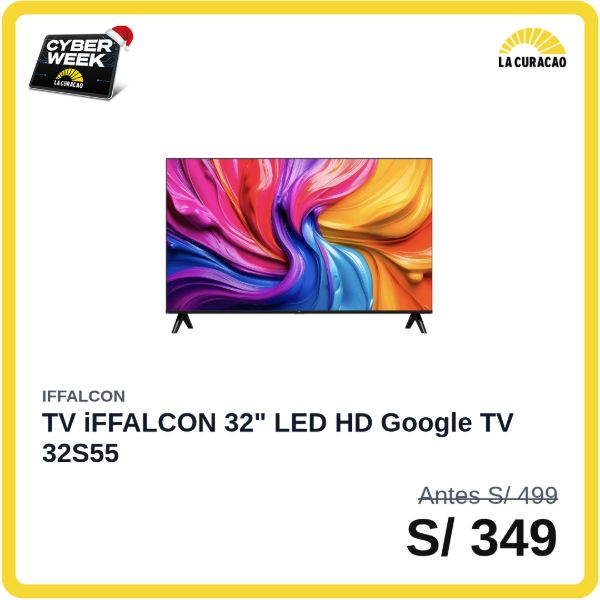 CYBER
WEEK
LA CURACAO
LA CURACAO
IFFALCON
TV iFFALCON 32" LED HD Google TV
32S55
Antes S/ 499
S/ 349